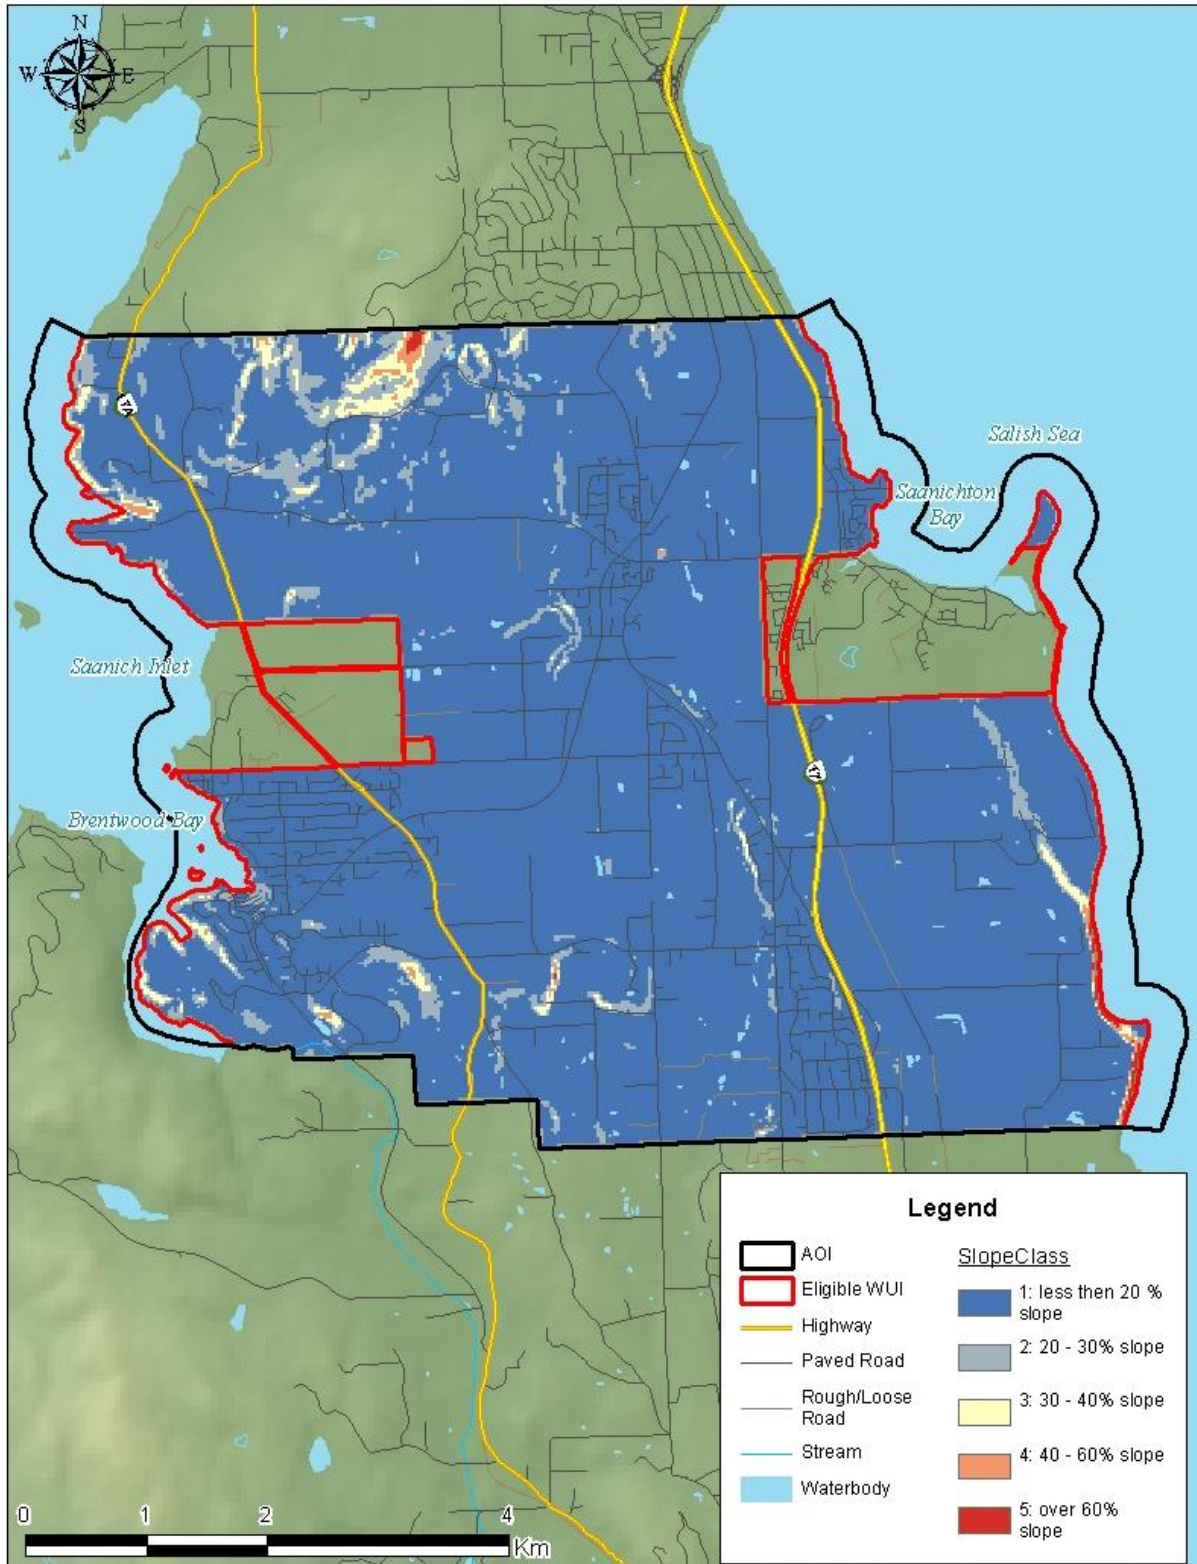 N
W E
S
17A
Salish Sea
Saanichton
Bay
Saanich Inlet
17
Brentwood Bay
Legend
AOI
Eligible WUI
Highway
Paved Road
Rough/Loose
Road
Stream
Waterbody
SlopeClass
1: less then 20 %
slope
2: 20 - 30% slope
3: 30 - 40% slope
4: 40 - 60% slope
5: over 60%
slope
0 1 2 4
Km